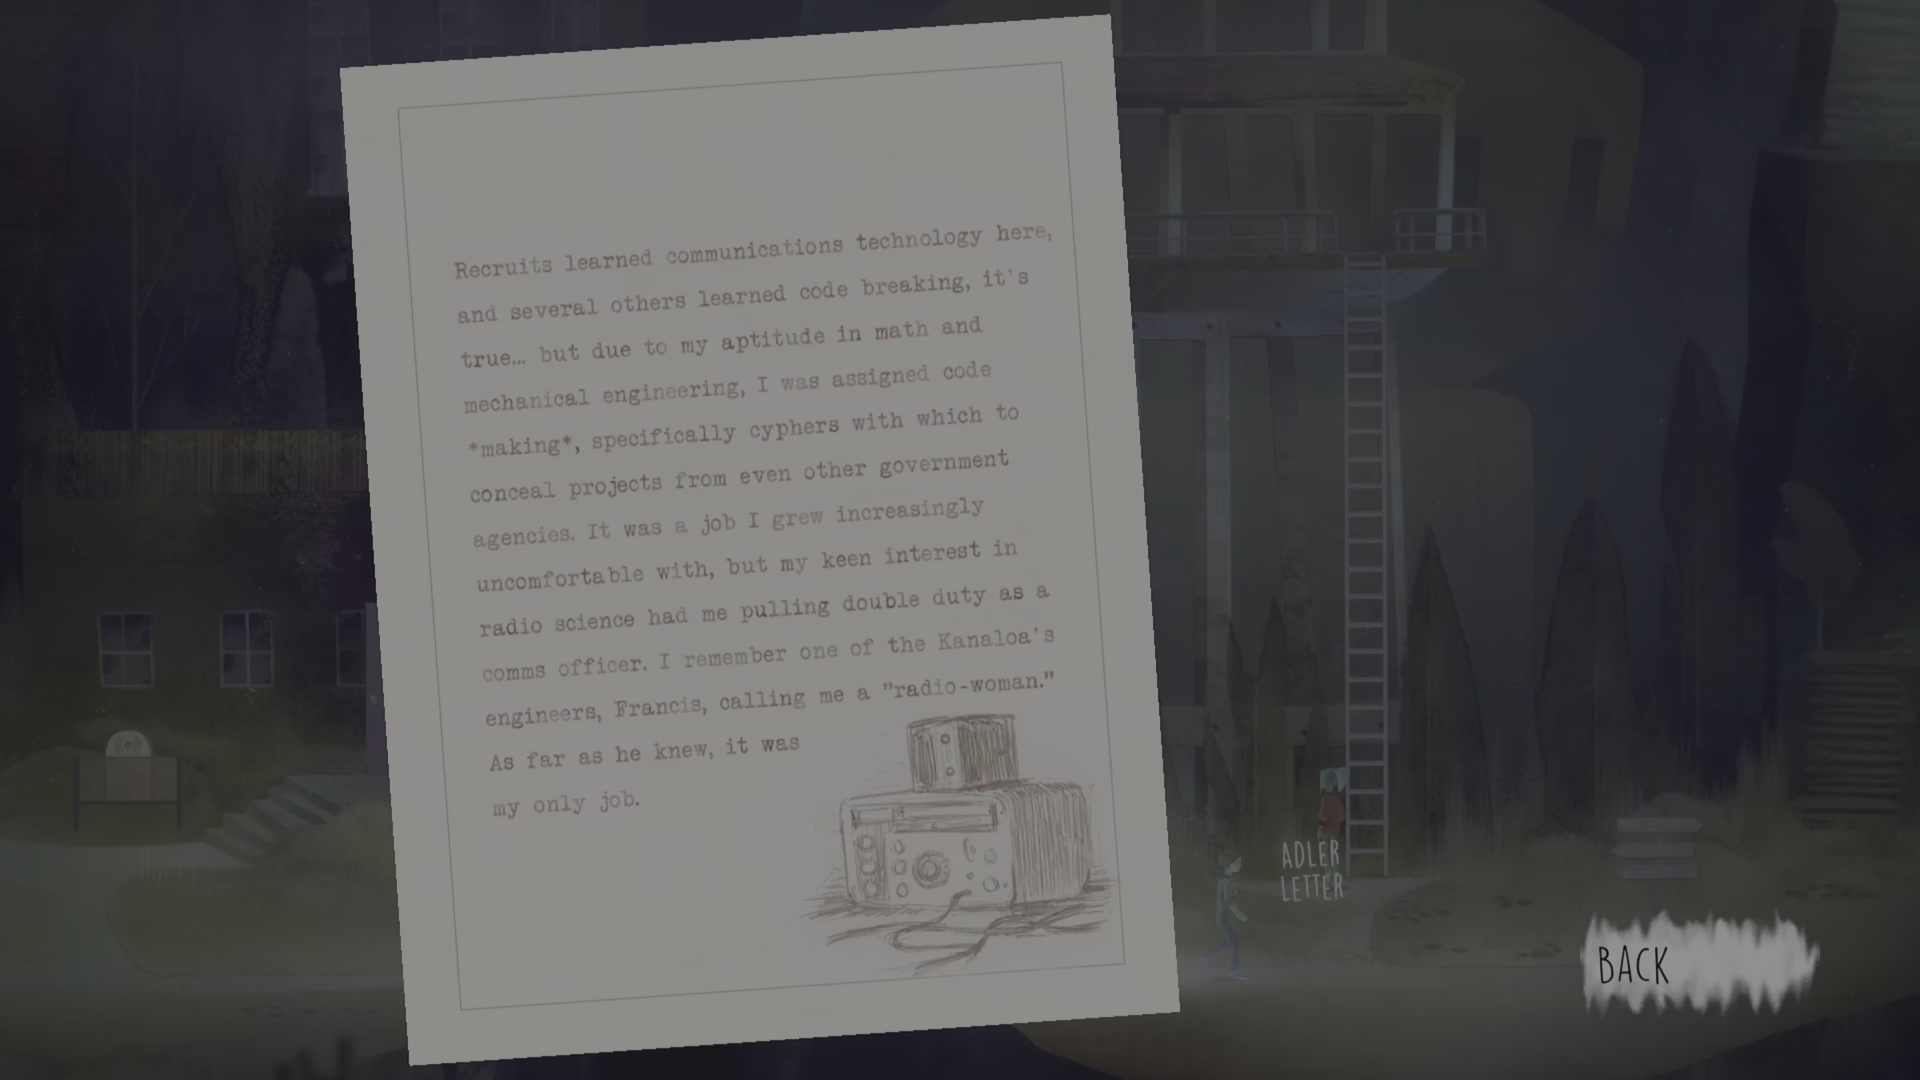 Recruits learned communications technology here,
and several others learned code breaking, it's
true... but due to my aptitude in math and
mechanical engineering, I was assigned code
*making*, specifically cyphers with which to
conceal projects from even other government
agencies. It was a job I grew increasingly
uncomfortable with, but my keen interest in
radio science had me pulling double duty as a
comms officer. I remember one of the Kanaloa's
engineers, Francis, calling me a "radio-woman."
As far as he knew, it was
my only job.
ADLER
LETTER
BACK